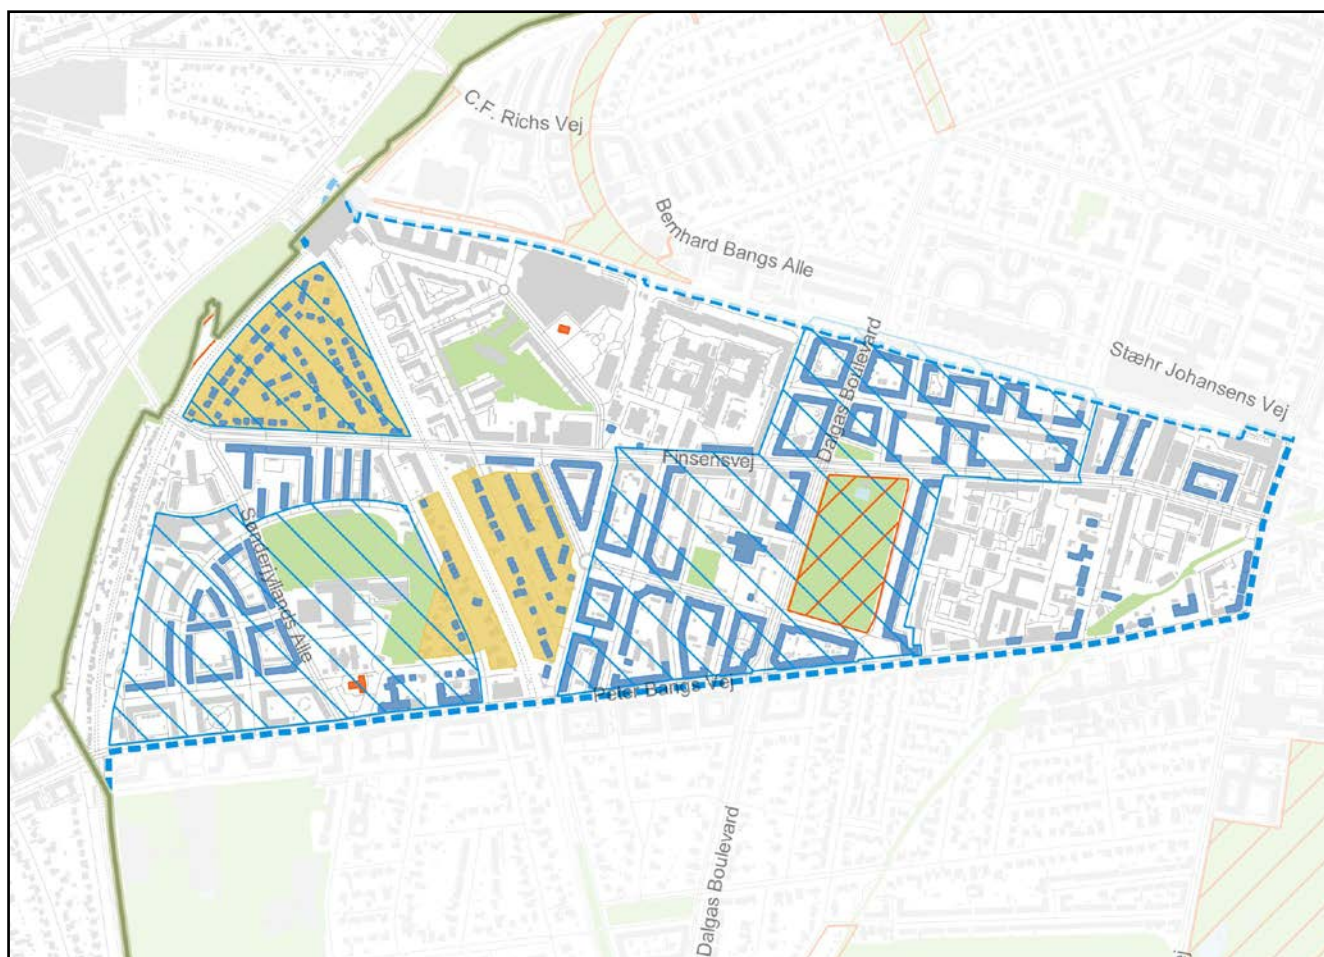 C.F. Richs Vej
Bernhard Bangs Alle
Dalgas Boulevard
Stæhr Johansens Vej
Finsensvej
Sønderjyllands Alle
Peter Bangs Vej
Dalgas Boulevard